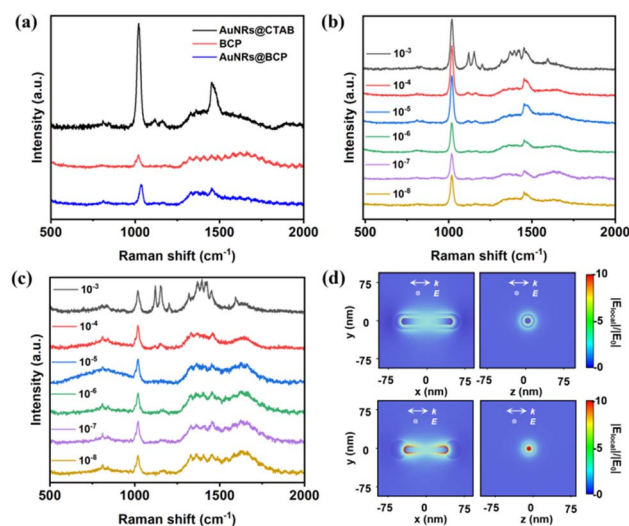 (a)
AuNRs@CTAB
BCP
AuNRs@BCP
Intensity (a.u.)
500 1000 1500 2000
Raman shift (cm⁻¹)
(b)
10⁻³
10⁻⁴
10⁻⁵
10⁻⁶
10⁻⁷
10⁻⁸
Intensity (a.u.)
500 1000 1500 2000
Raman shift (cm⁻¹)
(c)
10⁻³
10⁻⁴
10⁻⁵
10⁻⁶
10⁻⁷
10⁻⁸
Intensity (a.u.)
500 1000 1500 2000
Raman shift (cm⁻¹)
(d)
k
E
k
E
75
0
-75
y (nm)
-75 0 75
x (nm)
-75 0 75
z (nm)
10
5
0
|E_local|/|E₀|
k
E
k
E
75
0
-75
y (nm)
-75 0 75
x (nm)
-75 0 75
z (nm)
10
5
0
|E_local|/|E₀|